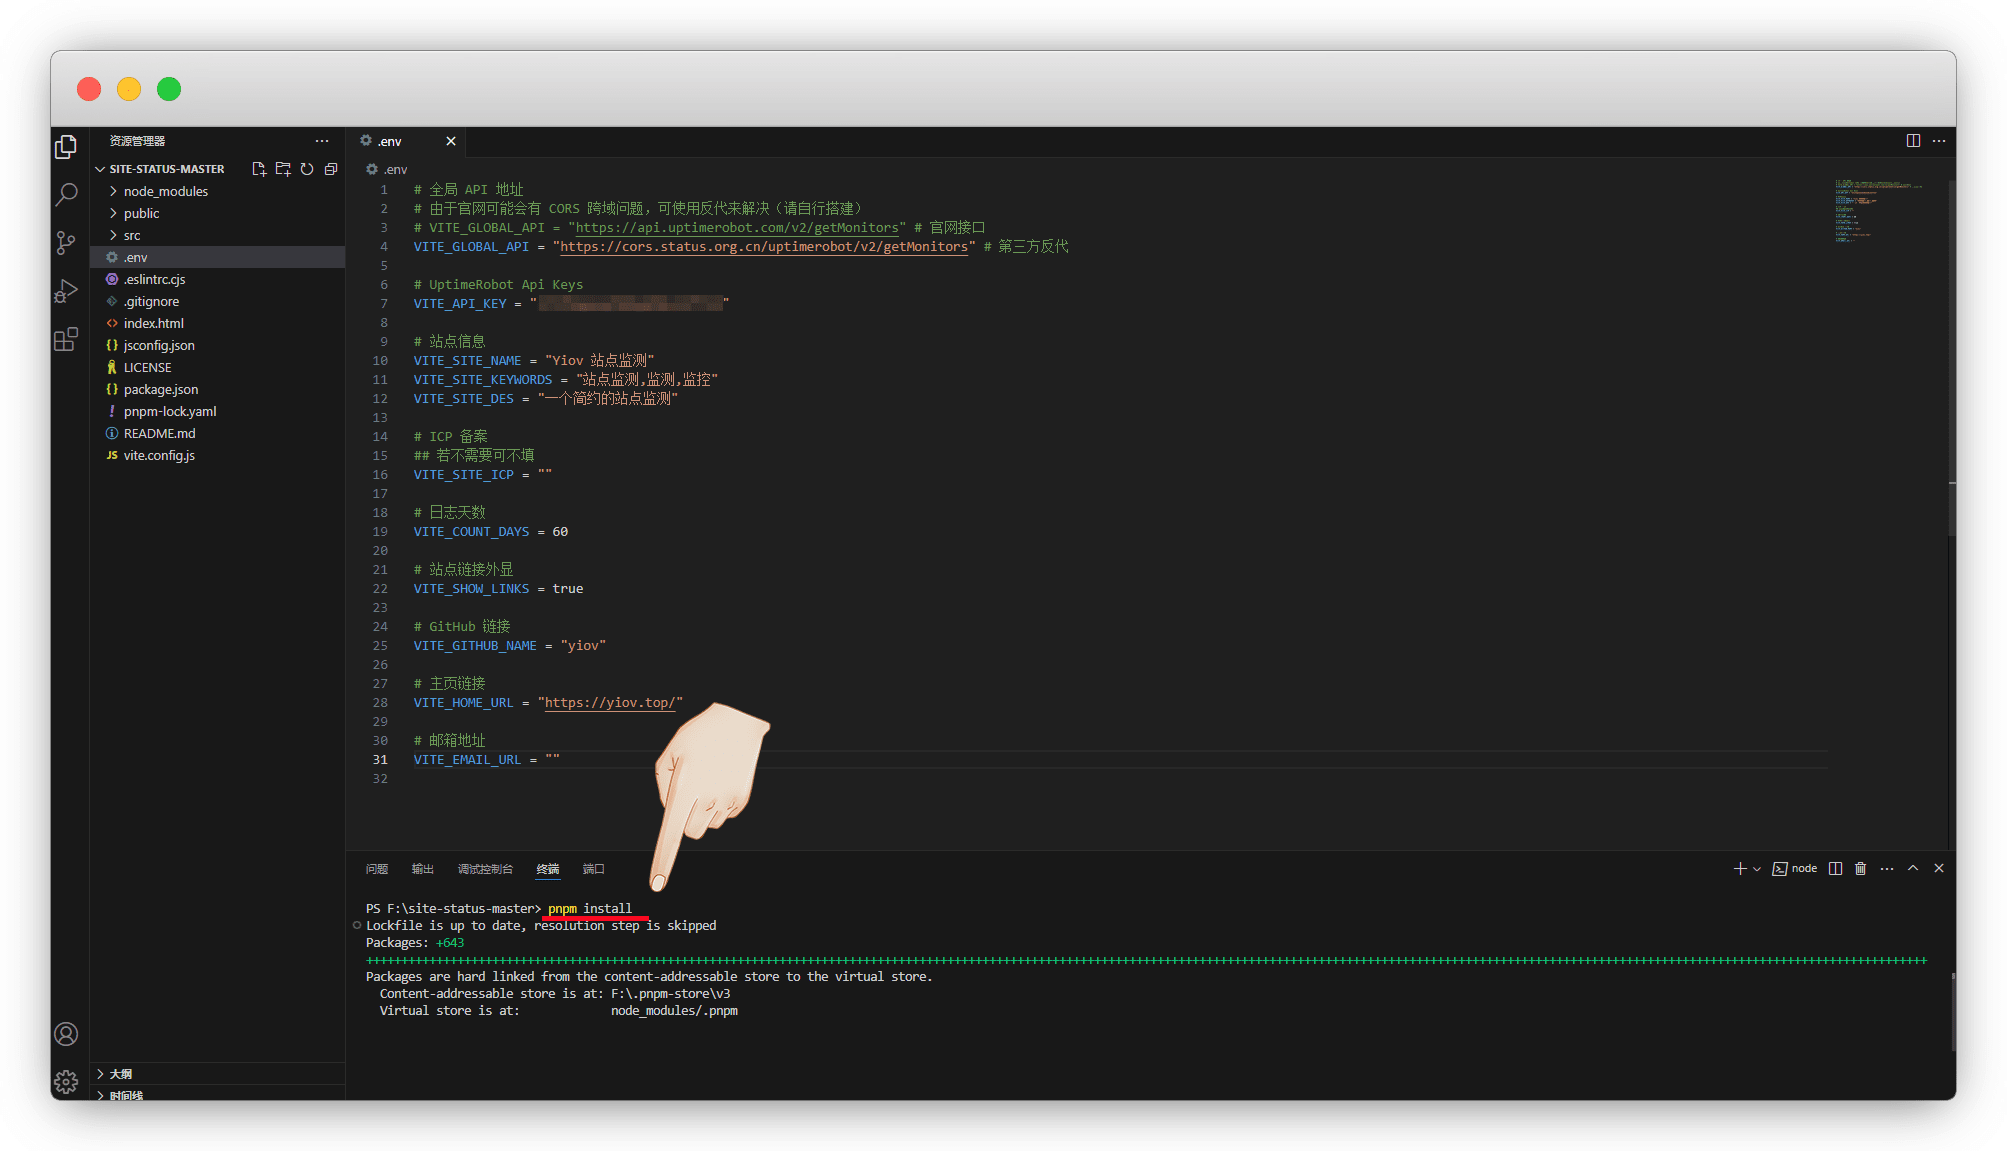 资源管理器
SITE-STATUS-MASTER
node_modules
public
src
.env
.eslintrc.cjs
.gitignore
index.html
jsconfig.json
LICENSE
package.json
pnpm-lock.yaml
README.md
vite.config.js
大纲
时间线
.env
.env
1 # 全局 API 地址
2 # 由于官网可能会有 CORS 跨域问题，可使用反代来解决（请自行搭建）
3 # VITE_GLOBAL_API = "https://api.uptimerobot.com/v2/getMonitors" # 官网接口
4 VITE_GLOBAL_API = "https://cors.status.org.cn/uptimerobot/v2/getMonitors" # 第三方反代
5
6 # UptimeRobot Api Keys
7 VITE_API_KEY = "
"
8
9 # 站点信息
10 VITE_SITE_NAME = "Yiov 站点监测"
11 VITE_SITE_KEYWORDS = "站点监测,监测,监控"
12 VITE_SITE_DES = "一个简约的站点监测"
13
14 # ICP 备案
15 ## 若不需要可不填
16 VITE_SITE_ICP = ""
17
18 # 日志天数
19 VITE_COUNT_DAYS = 60
20
21 # 站点链接外显
22 VITE_SHOW_LINKS = true
23
24 # GitHub 链接
25 VITE_GITHUB_NAME = "yiov"
26
27 # 主页链接
28 VITE_HOME_URL = "https://yiov.top/"
29
30 # 邮箱地址
31 VITE_EMAIL_URL = ""
32
问题 输出 调试控制台 终端 端口
node
PS F:\site-status-master> pnpm install
Lockfile is up to date, resolution step is skipped
Packages: +643
Packages are hard linked from the content-addressable store to the virtual store.
Content-addressable store is at: F:\.pnpm-store\v3
Virtual store is at: node_modules/.pnpm